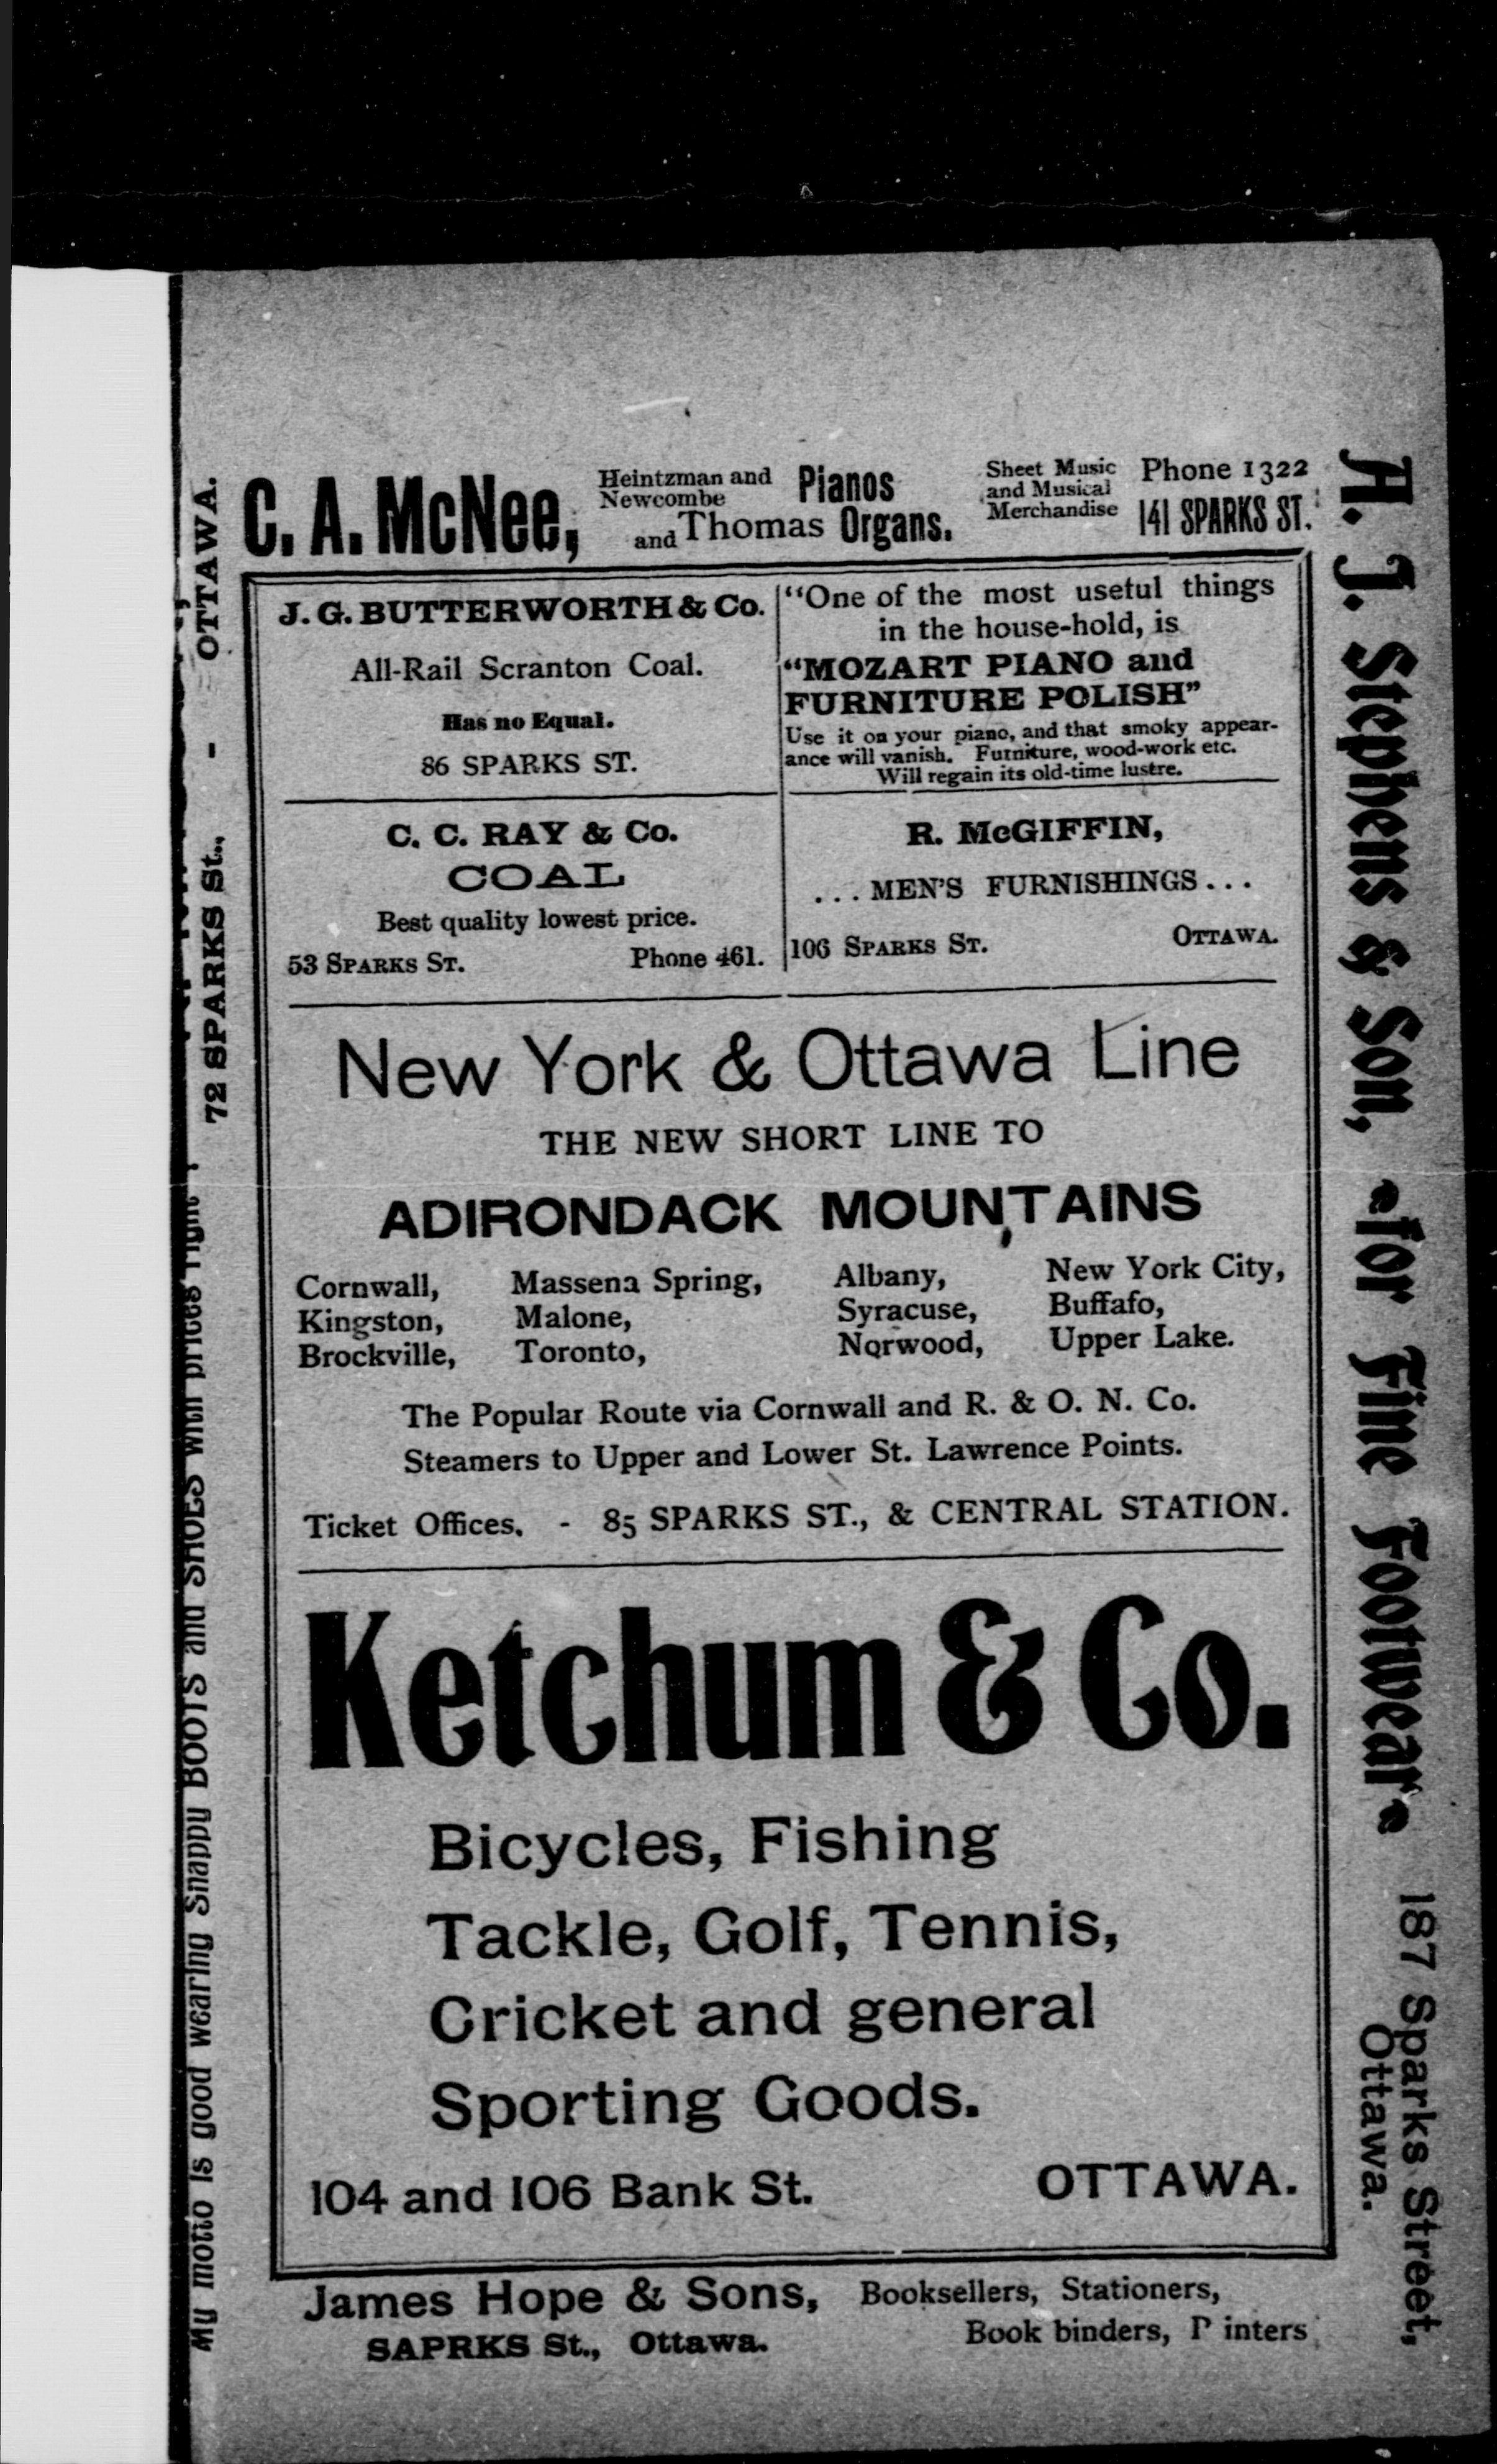 C. A. McNee,
Heintzman and
Newcombe
Pianos
and Thomas Organs.
Sheet Music
and Musical
Merchandise
Phone 1322
141 SPARKS ST.
J. G. BUTTERWORTH & Co.
All-Rail Scranton Coal.
Has no Equal.
86 SPARKS ST.
"One of the most useful things
in the house-hold, is
"MOZART PIANO and
FURNITURE POLISH"
Use it on your piano, and that smoky appear-
ance will vanish. Furniture, wood-work etc.
Will regain its old-time lustre.
C. C. RAY & Co.
COAL
Best quality lowest price.
53 SPARKS ST. Phone 461.
R. McGIFFIN,
...MEN'S FURNISHINGS...
106 SPARKS ST. OTTAWA.
New York & Ottawa Line
THE NEW SHORT LINE TO
ADIRONDACK MOUNTAINS
Cornwall, Massena Spring, Albany, New York City,
Kingston, Malone, Syracuse, Buffafo,
Brockville, Toronto, Norwood, Upper Lake.
The Popular Route via Cornwall and R. & O. N. Co.
Steamers to Upper and Lower St. Lawrence Points.
Ticket Offices. - 85 SPARKS ST., & CENTRAL STATION.
Ketchum & Co.
Bicycles, Fishing
Tackle, Golf, Tennis,
Cricket and general
Sporting Goods.
104 and 106 Bank St. OTTAWA.
James Hope & Sons, Booksellers, Stationers,
SAPRKS St., Ottawa. Book binders, P inters
A. J. Stephens & Son, for Fine Footwear
187 Sparks Street,
Ottawa.
My motto is good wearing Snappy BOOTS and SHOES with prices right
72 SPARKS St., - OTTAWA.